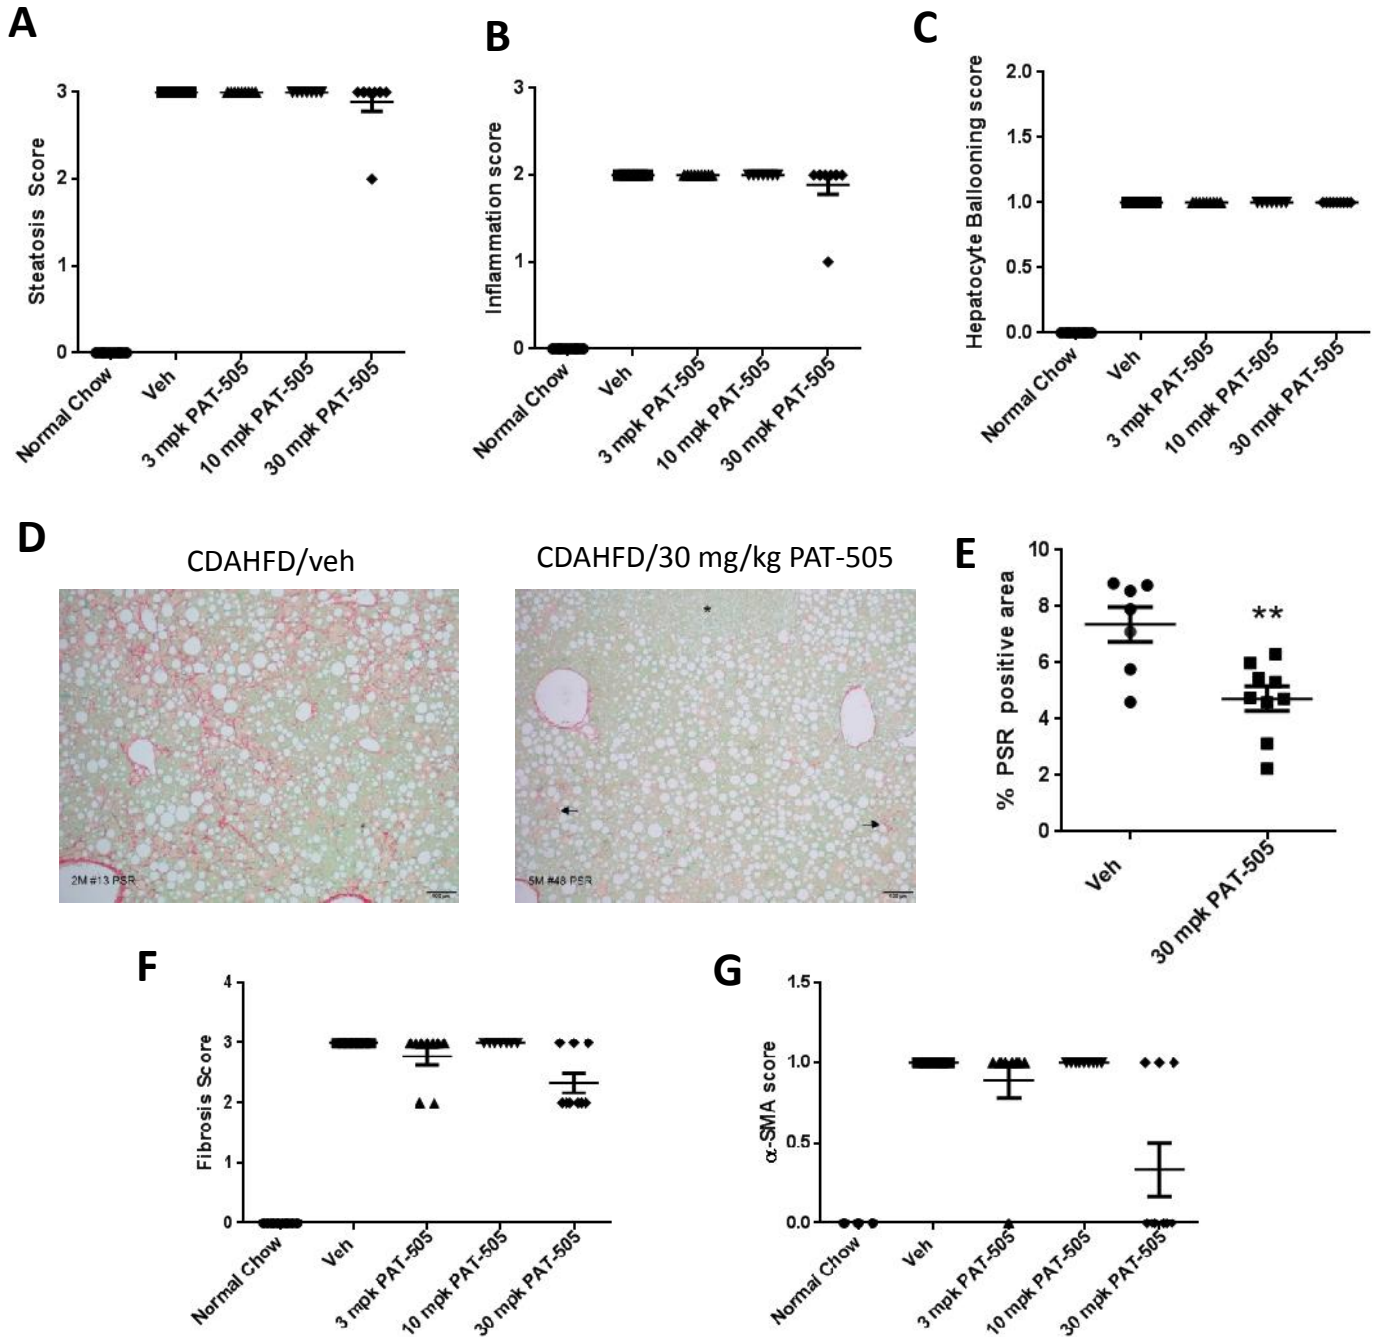 A
Steatosis Score
3
2
1
0
Normal Chow
Veh
3 mpk PAT-505
10 mpk PAT-505
30 mpk PAT-505
B
Inflammation score
3
2
1
0
Normal Chow
Veh
3 mpk PAT-505
10 mpk PAT-505
30 mpk PAT-505
C
Hepatocyte Ballooning score
2.0
1.5
1.0
0.5
0.0
Normal Chow
Veh
3 mpk PAT-505
10 mpk PAT-505
30 mpk PAT-505
D
CDAHFD/veh
2M #13 PSR
CDAHFD/30 mg/kg PAT-505
*
5M #48 PSR
E
% PSR positive area
10
8
6
4
2
0
**
Veh
30 mpk PAT-505
F
Fibrosis Score
4
3
2
1
0
Normal Chow
Veh
3 mpk PAT-505
10 mpk PAT-505
30 mpk PAT-505
G
α-SMA score
1.5
1.0
0.5
0.0
Normal Chow
Veh
3 mpk PAT-505
10 mpk PAT-505
30 mpk PAT-505